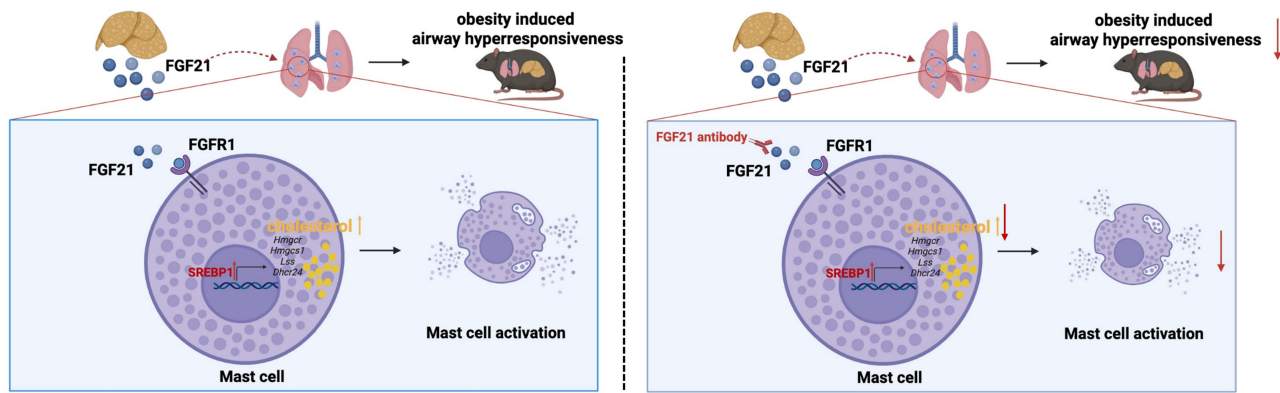 obesity induced
airway hyperresponsiveness
FGF21
FGFR1
FGF21
cholesterol
Hmgcr
Hmgcs1
Lss
Dhcr24
SREBP1
Mast cell activation
Mast cell
obesity induced
airway hyperresponsiveness
FGF21
FGF21 antibody
FGFR1
FGF21
cholesterol
Hmgcr
Hmgcs1
Lss
Dhcr24
SREBP1
Mast cell activation
Mast cell